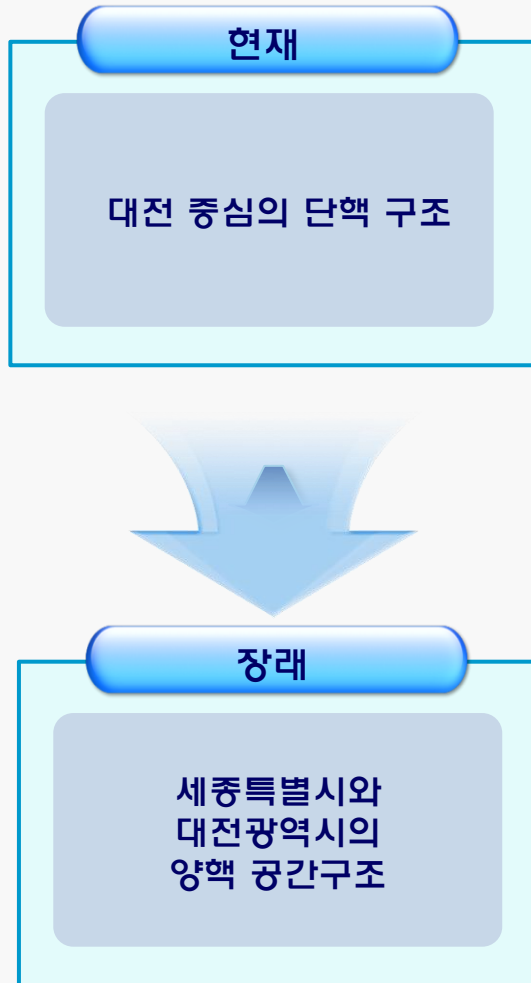 현재
대전 중심의 단핵 구조
장래
세종특별시와
대전광역시의
양핵 공간구조